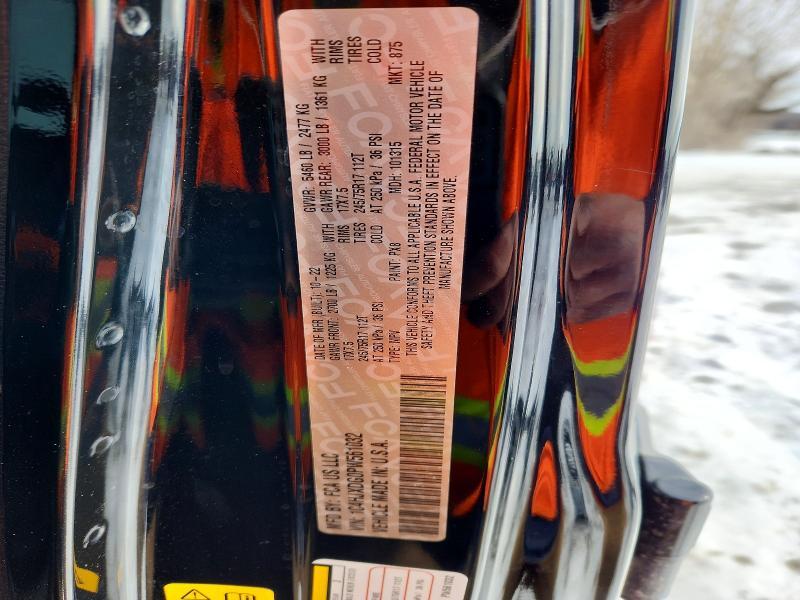 MFD BY: FCA US LLC
DATE OF MFR. (BUILT): 10-22
GVWR: 5460 LB / 2477 KG
GAWR FRONT: 2700 LB / 1225 KG WITH
GAWR REAR: 3000 LB / 1361 KG WITH
17X7.5 RIMS
17X7.5 RIMS
245/75R17 112T TIRES
245/75R17 112T TIRES
AT 250 kPa / 36 PSI COLD
AT 250 kPa / 36 PSI COLD
VIN: 1C4HJXDG0PW561032
TYPE: MPV
PAINT: PX8
MDH: 101315
MKT: 875
VEHICLE MADE IN: U.S.A.
THIS VEHICLE CONFORMS TO ALL APPLICABLE U.S.A. FEDERAL MOTOR VEHICLE
SAFETY AND THEFT PREVENTION STANDARDS IN EFFECT ON THE DATE OF
MANUFACTURE SHOWN ABOVE.